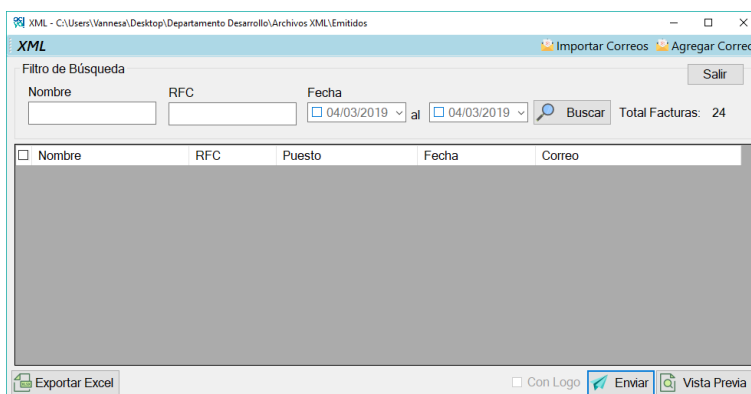 XML - C:\Users\Vannesa\Desktop\Departamento Desarrollo\Archivos XML\Emitidos
XML Importar Correos Agregar Correo
Filtro de Búsqueda
Salir
Nombre RFC Fecha
04/03/2019 al 04/03/2019 Buscar Total Facturas: 24
Nombre RFC Puesto Fecha Correo
Exportar Excel Con Logo Enviar Vista Previa